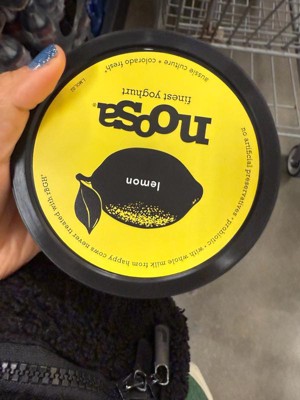 aussie culture • colorado fresh™
finest yoghurt
noosa®
lemon
no artificial preservatives • probiotic • with whole milk from happy cows never treated with rBGH*